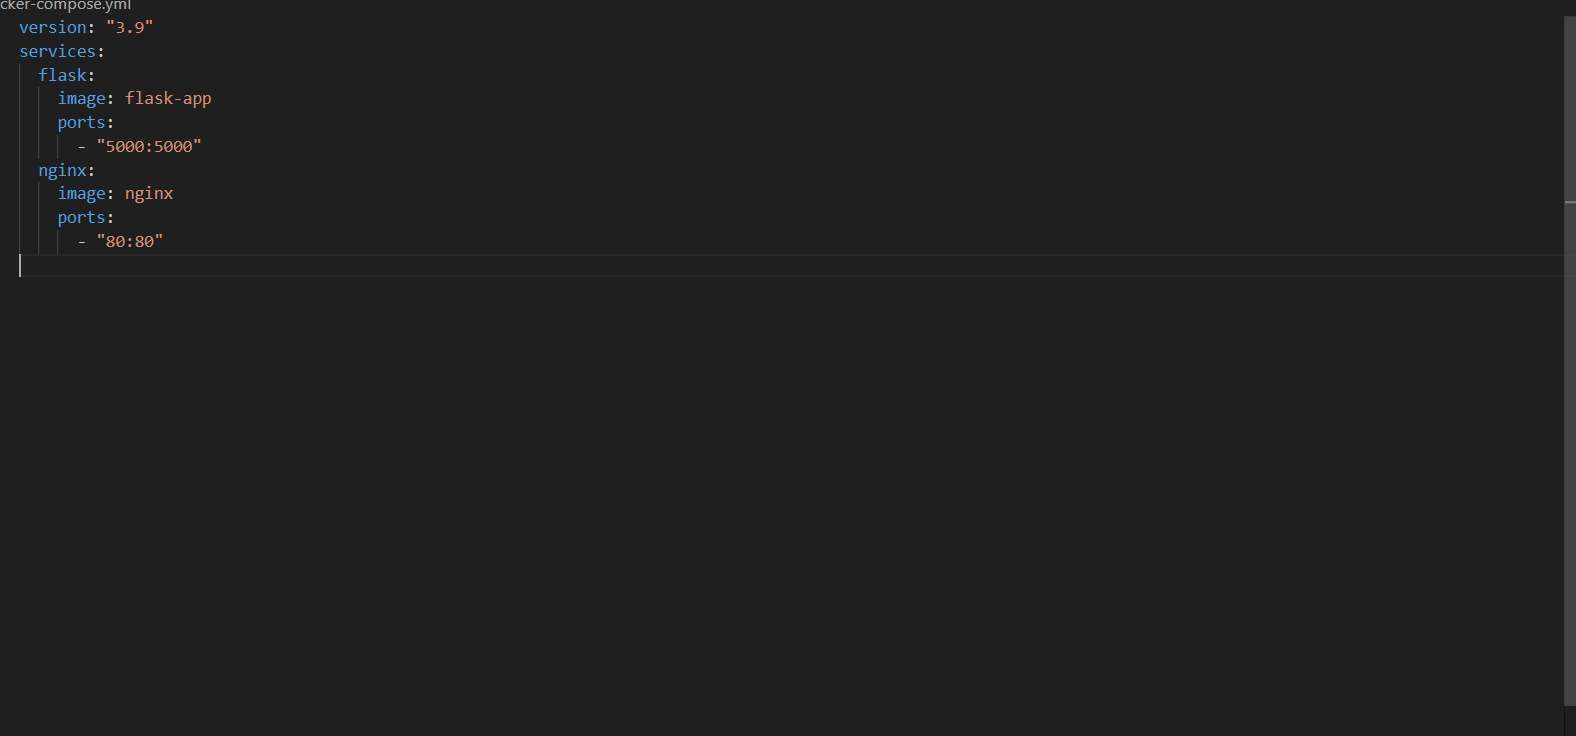 cker-compose.yml
version: "3.9"
services:
  flask:
    image: flask-app
    ports:
      - "5000:5000"
  nginx:
    image: nginx
    ports:
      - "80:80"